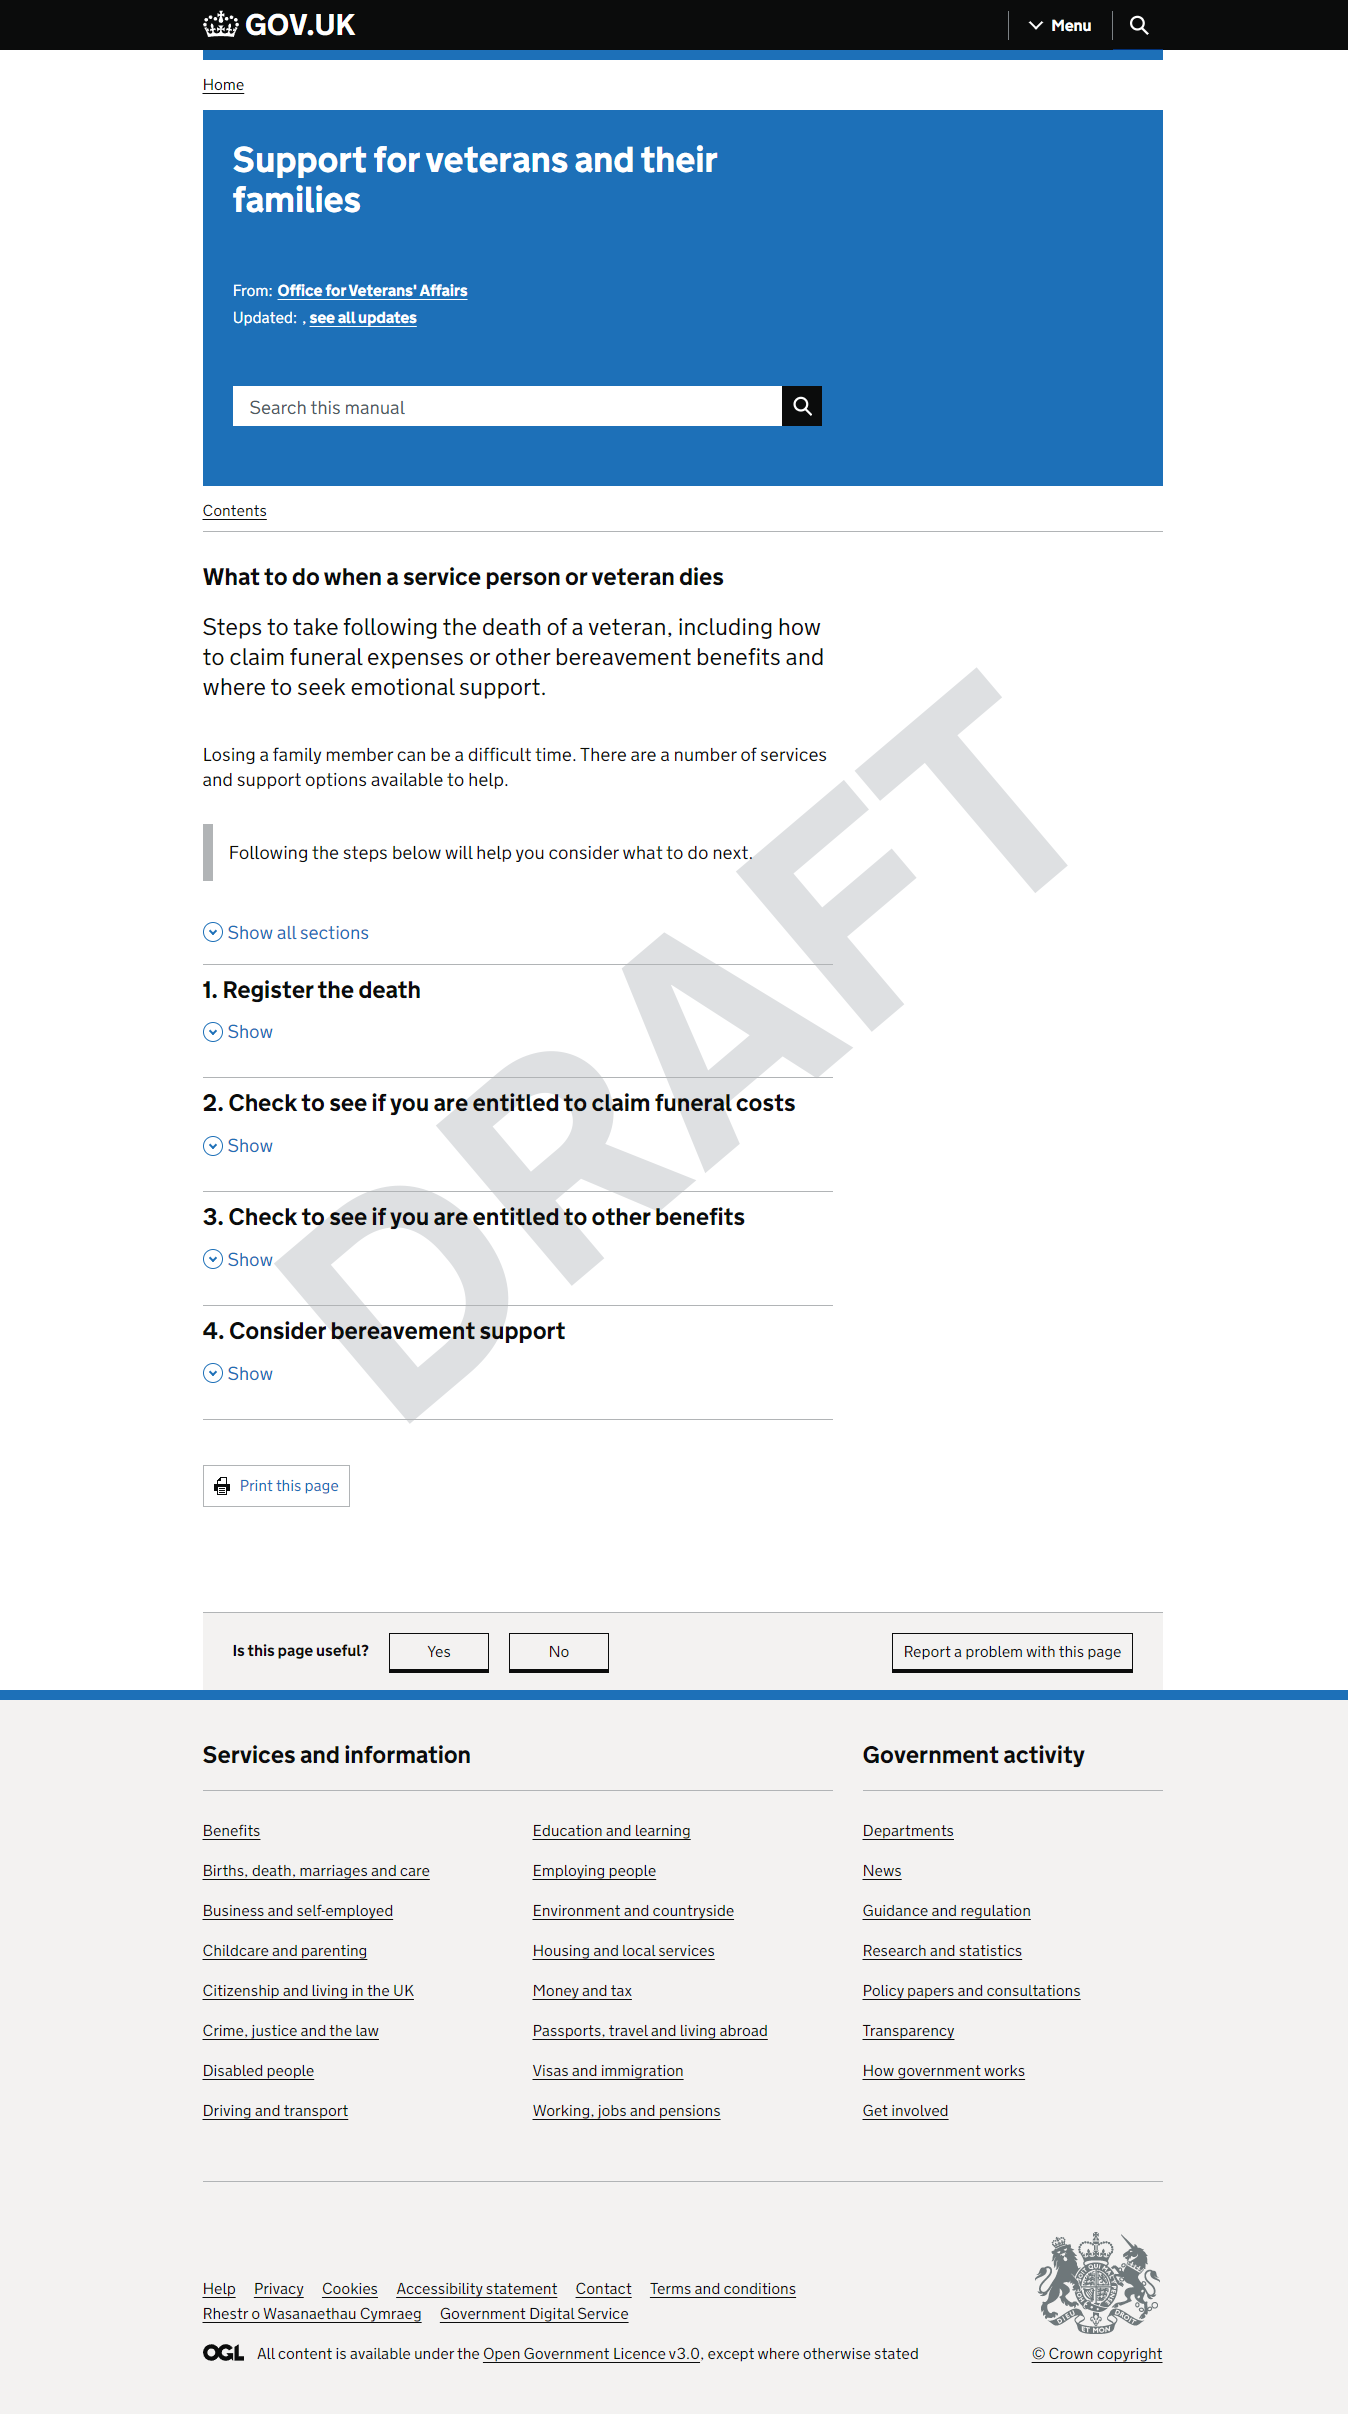 GOV.UK
Menu
Home
Support for veterans and their
families
From: Office for Veterans' Affairs
Updated: , see all updates
Search this manual
Contents
What to do when a service person or veteran dies
Steps to take following the death of a veteran, including how
to claim funeral expenses or other bereavement benefits and
where to seek emotional support.
Losing a family member can be a difficult time. There are a number of services
and support options available to help.
Following the steps below will help you consider what to do next.
DRAFT
Show all sections
1. Register the death
Show
2. Check to see if you are entitled to claim funeral costs
Show
3. Check to see if you are entitled to other benefits
Show
4. Consider bereavement support
Show
Print this page
Is this page useful? Yes No Report a problem with this page
Services and information
Benefits
Births, death, marriages and care
Business and self-employed
Childcare and parenting
Citizenship and living in the UK
Crime, justice and the law
Disabled people
Driving and transport
Education and learning
Employing people
Environment and countryside
Housing and local services
Money and tax
Passports, travel and living abroad
Visas and immigration
Working, jobs and pensions
Government activity
Departments
News
Guidance and regulation
Research and statistics
Policy papers and consultations
Transparency
How government works
Get involved
Help Privacy Cookies Accessibility statement Contact Terms and conditions
Rhestr o Wasanaethau Cymraeg Government Digital Service
OGL All content is available under the Open Government Licence v3.0, except where otherwise stated
DIEU ET MON DROIT
© Crown copyright